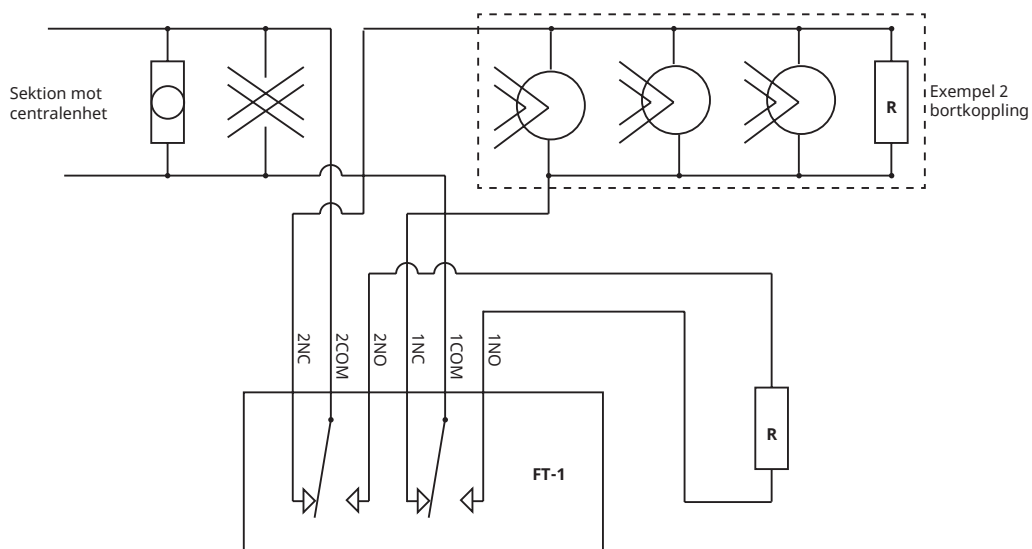 Sektion mot
centralenhet
R
Exempel 2
bortkoppling
2NC
2COM
2NO
1NC
1COM
1NO
R
FT-1